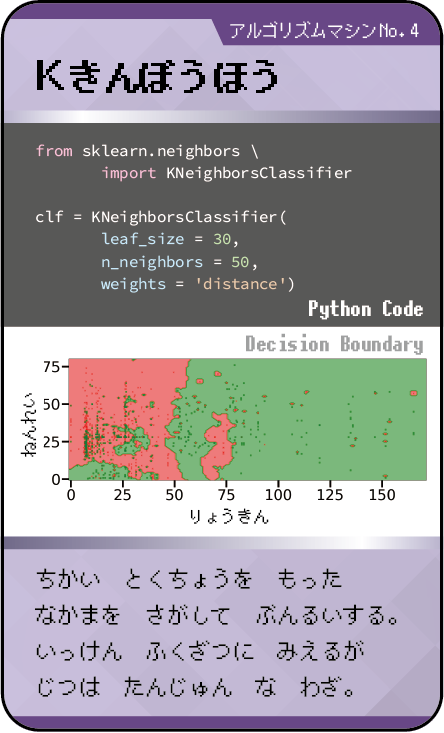 アルゴリズムマシンNo.4
Kきんぼうほう
from sklearn.neighbors \
import KNeighborsClassifier
clf = KNeighborsClassifier(
leaf_size = 30,
n_neighbors = 50,
weights = 'distance')
Python Code
Decision Boundary
75
50
25
0
ねんれい
0 25 50 75 100 125 150
りょうきん
ちかい とくちょうを もった
なかまを さがして ぶんるいする。
いっけん ふくざつに みえるが
じつは たんじゅん な わざ。